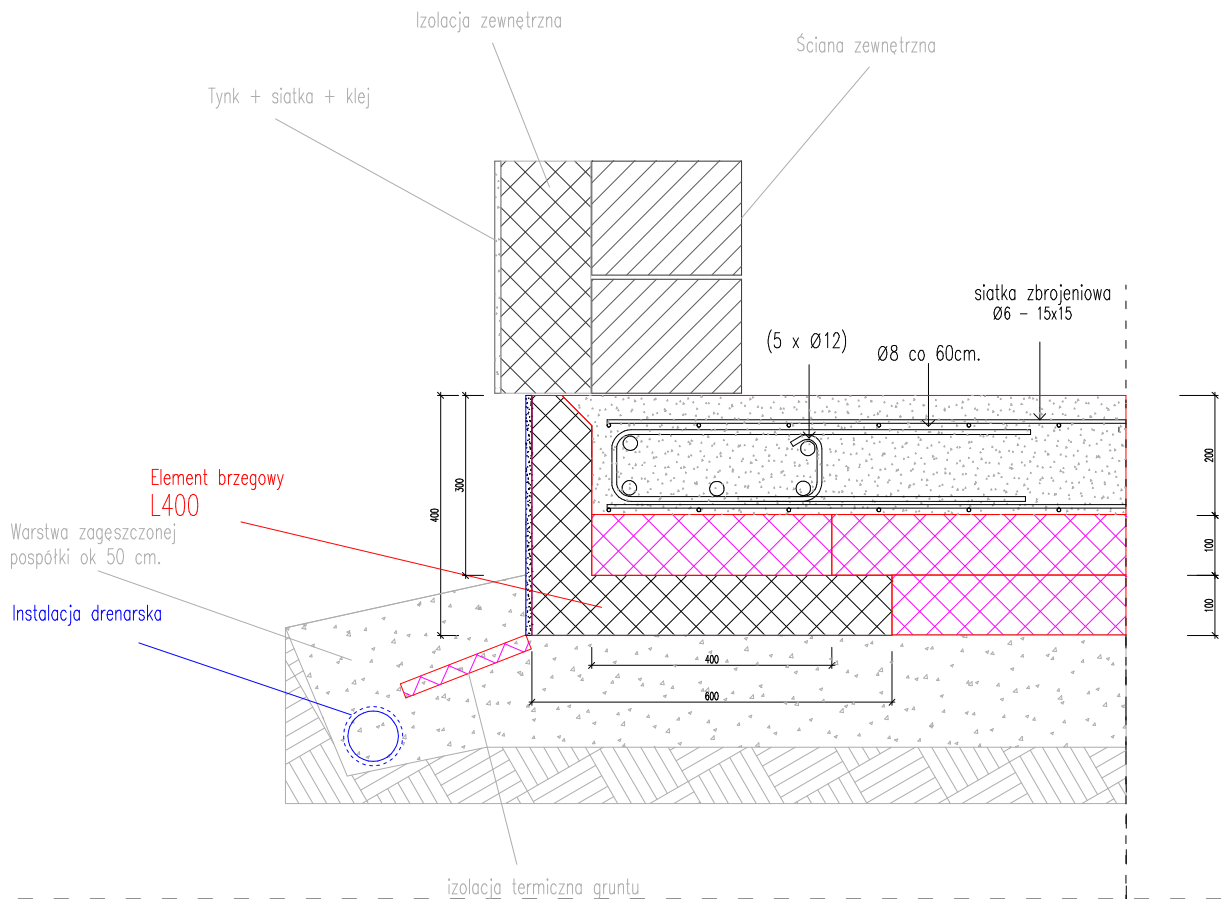 Izolacja zewnętrzna
Ściana zewnętrzna
Tynk + siatka + klej
siatka zbrojeniowa
Ø6 – 15x15
(5 x Ø12)
Ø8 co 60cm.
Element brzegowy
L400
Warstwa zagęszczonej
pospółki ok 50 cm.
Instalacja drenarska
300
400
200
100
100
400
600
izolacja termiczna gruntu